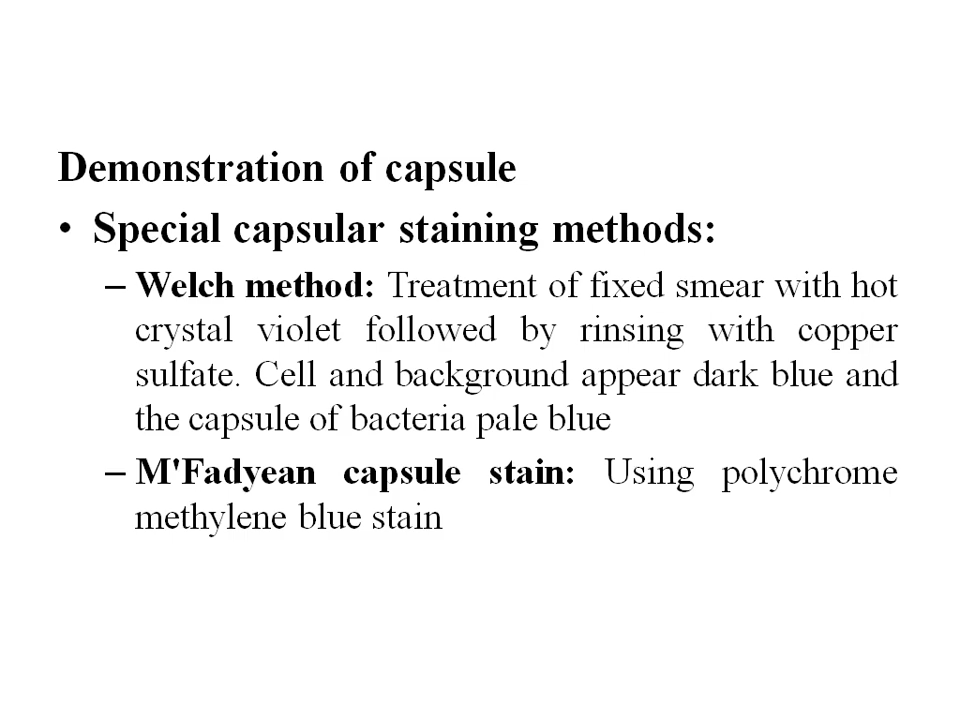 Demonstration of capsule
• Special capsular staining methods:
– Welch method: Treatment of fixed smear with hot
crystal violet followed by rinsing with copper
sulfate. Cell and background appear dark blue and
the capsule of bacteria pale blue
– M'Fadyean capsule stain: Using polychrome
methylene blue stain